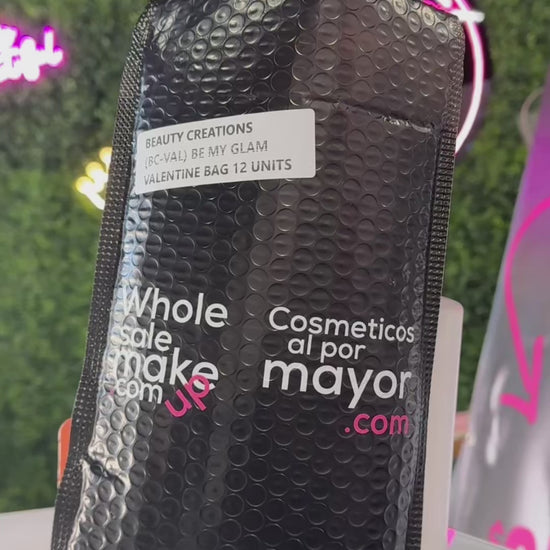 BEAUTY CREATIONS
(BC-VAL) BE MY GLAM
VALENTINE BAG 12 UNITS
Whole
sale
make
up
.com
Cosmeticos
al por
mayor
.com